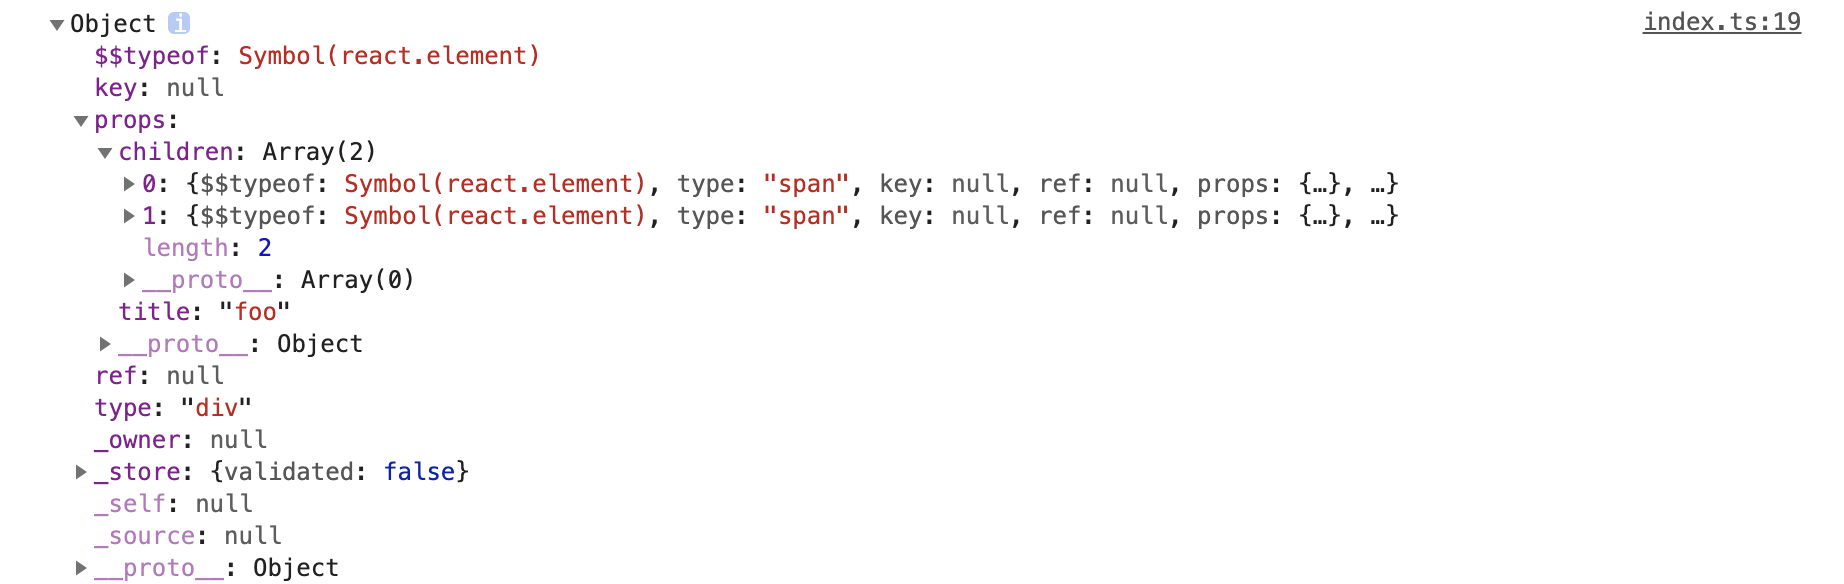 ▼Object i index.ts:19
$$typeof: Symbol(react.element)
key: null
▼props:
▼children: Array(2)
▶0: {$$typeof: Symbol(react.element), type: "span", key: null, ref: null, props: {…}, …}
▶1: {$$typeof: Symbol(react.element), type: "span", key: null, ref: null, props: {…}, …}
length: 2
▶__proto__: Array(0)
title: "foo"
▶__proto__: Object
ref: null
type: "div"
_owner: null
▶_store: {validated: false}
_self: null
_source: null
▶__proto__: Object